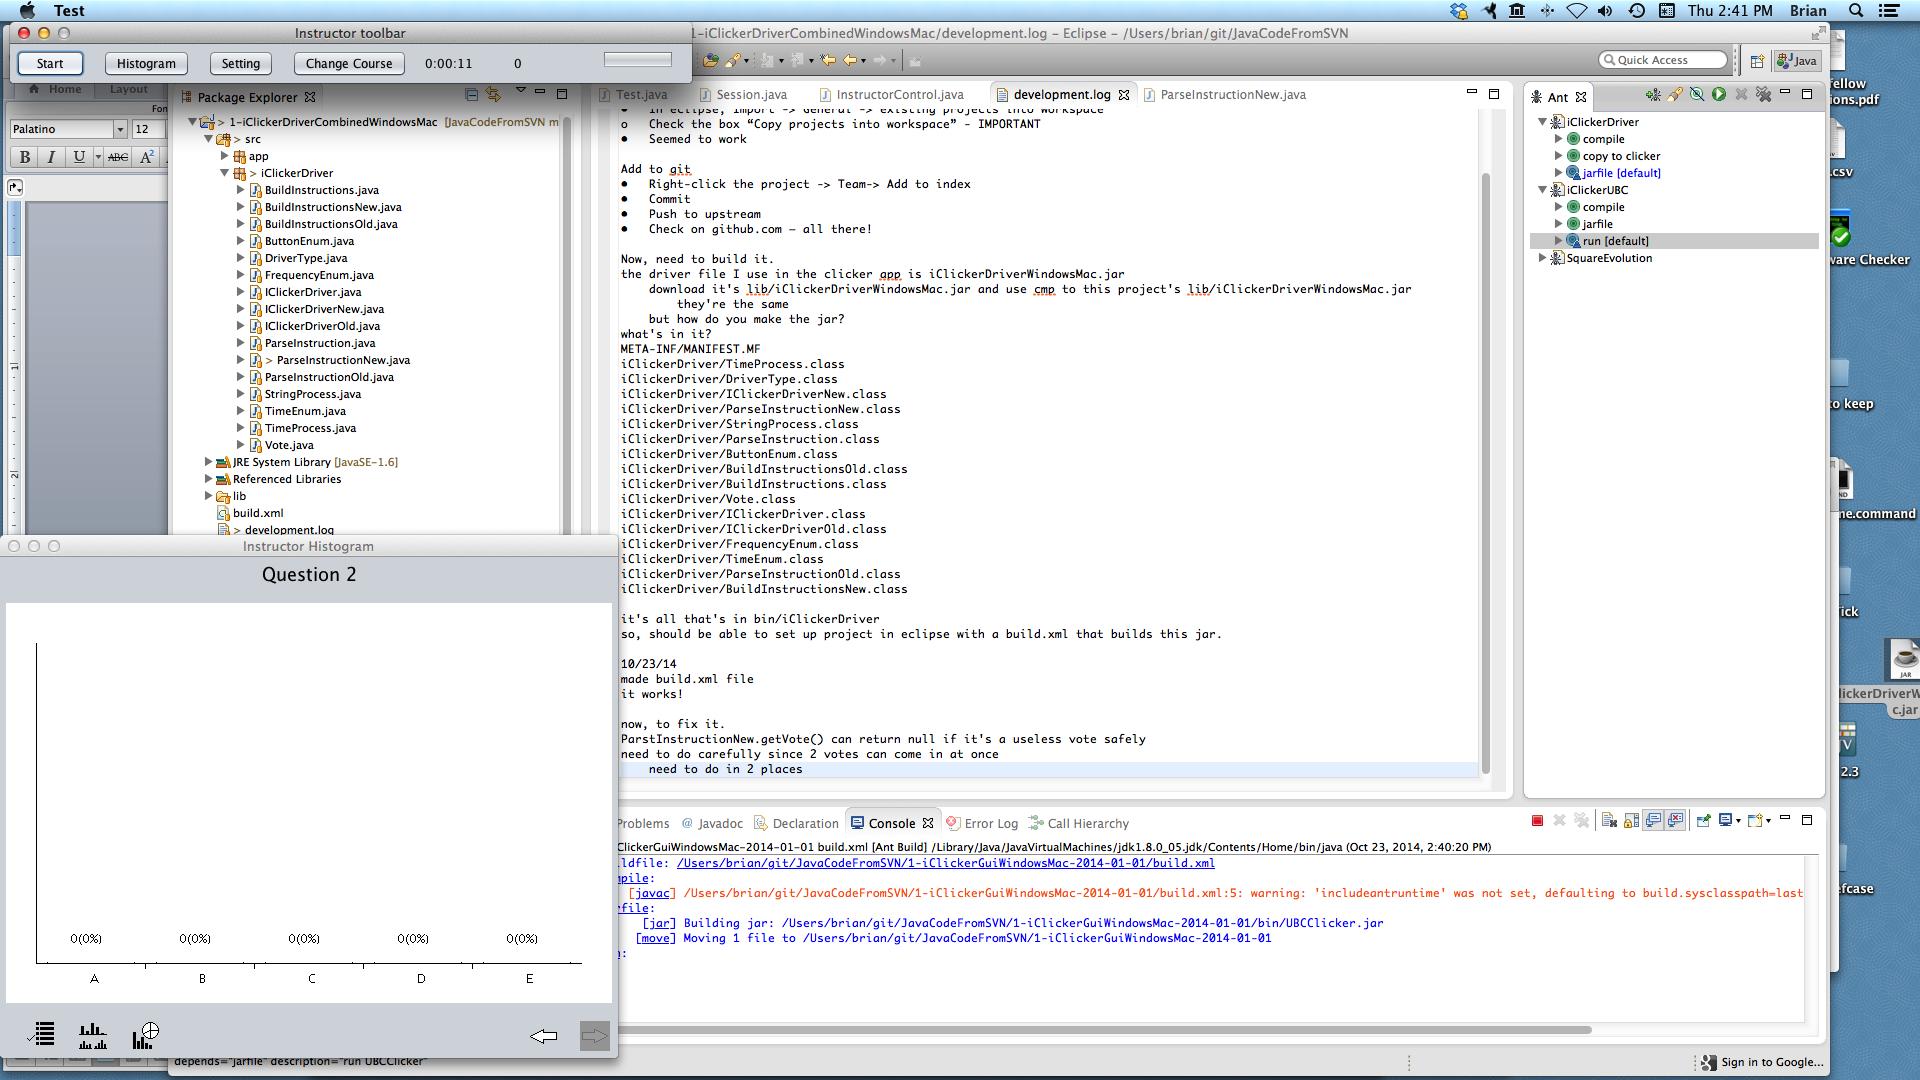 Test
Thu 2:41 PM Brian
Instructor toolbar
1-iClickerDriverCombinedWindowsMac/development.log - Eclipse - /Users/brian/git/JavaCodeFromSVN
Start Histogram Setting Change Course 0:00:11 0
Quick Access Java
Home Layout
Fon
Palatino 12
B I U ABC A2
Package Explorer
1-iClickerDriverCombinedWindowsMac [JavaCodeFromSVN m
> src
app
> iClickerDriver
BuildInstructions.java
BuildInstructionsNew.java
BuildInstructionsOld.java
ButtonEnum.java
DriverType.java
FrequencyEnum.java
IClickerDriver.java
IClickerDriverNew.java
IClickerDriverOld.java
ParseInstruction.java
> ParseInstructionNew.java
ParseInstructionOld.java
StringProcess.java
TimeEnum.java
TimeProcess.java
Vote.java
JRE System Library [JavaSE-1.6]
Referenced Libraries
lib
build.xml
> development.log
Test.java Session.java InstructorControl.java development.log ParseInstructionNew.java
• In eclipse, import -> General -> existing projects into workspace
o Check the box “Copy projects into workspace” - IMPORTANT
• Seemed to work
Add to git
• Right-click the project -> Team-> Add to index
• Commit
• Push to upstream
• Check on github.com – all there!
Now, need to build it.
the driver file I use in the clicker app is iClickerDriverWindowsMac.jar
download it's lib/iClickerDriverWindowsMac.jar and use cmp to this project's lib/iClickerDriverWindowsMac.jar
they're the same
but how do you make the jar?
what's in it?
META-INF/MANIFEST.MF
iClickerDriver/TimeProcess.class
iClickerDriver/DriverType.class
iClickerDriver/IClickerDriverNew.class
iClickerDriver/ParseInstructionNew.class
iClickerDriver/StringProcess.class
iClickerDriver/ParseInstruction.class
iClickerDriver/ButtonEnum.class
iClickerDriver/BuildInstructionsOld.class
iClickerDriver/BuildInstructions.class
iClickerDriver/Vote.class
iClickerDriver/IClickerDriver.class
iClickerDriver/IClickerDriverOld.class
iClickerDriver/FrequencyEnum.class
iClickerDriver/TimeEnum.class
iClickerDriver/ParseInstructionOld.class
iClickerDriver/BuildInstructionsNew.class
it's all that's in bin/iClickerDriver
so, should be able to set up project in eclipse with a build.xml that builds this jar.
10/23/14
made build.xml file
it works!
now, to fix it.
ParstInstructionNew.getVote() can return null if it's a useless vote safely
need to do carefully since 2 votes can come in at once
need to do in 2 places
Ant
iClickerDriver
compile
copy to clicker
jarfile [default]
iClickerUBC
compile
jarfile
run [default]
SquareEvolution
fellow
ions.pdf
.csv
ware Checker
to keep
ne.command
ick
JAR
lickerDriverW
c.jar
TV
2.3
efcase
Instructor Histogram
Question 2
0(0%) 0(0%) 0(0%) 0(0%) 0(0%)
A B C D E
Problems Javadoc Declaration Console Error Log Call Hierarchy
ClickerGuiWindowsMac-2014-01-01 build.xml [Ant Build] /Library/Java/JavaVirtualMachines/jdk1.8.0_05.jdk/Contents/Home/bin/java (Oct 23, 2014, 2:40:20 PM)
ildfile: /Users/brian/git/JavaCodeFromSVN/1-iClickerGuiWindowsMac-2014-01-01/build.xml
mpile:
[javac] /Users/brian/git/JavaCodeFromSVN/1-iClickerGuiWindowsMac-2014-01-01/build.xml:5: warning: 'includeantruntime' was not set, defaulting to build.sysclasspath=last
rfile:
[jar] Building jar: /Users/brian/git/JavaCodeFromSVN/1-iClickerGuiWindowsMac-2014-01-01/bin/UBCClicker.jar
[move] Moving 1 file to /Users/brian/git/JavaCodeFromSVN/1-iClickerGuiWindowsMac-2014-01-01
n:
depends="jarfile" description="run UBCClicker"
Sign in to Google...